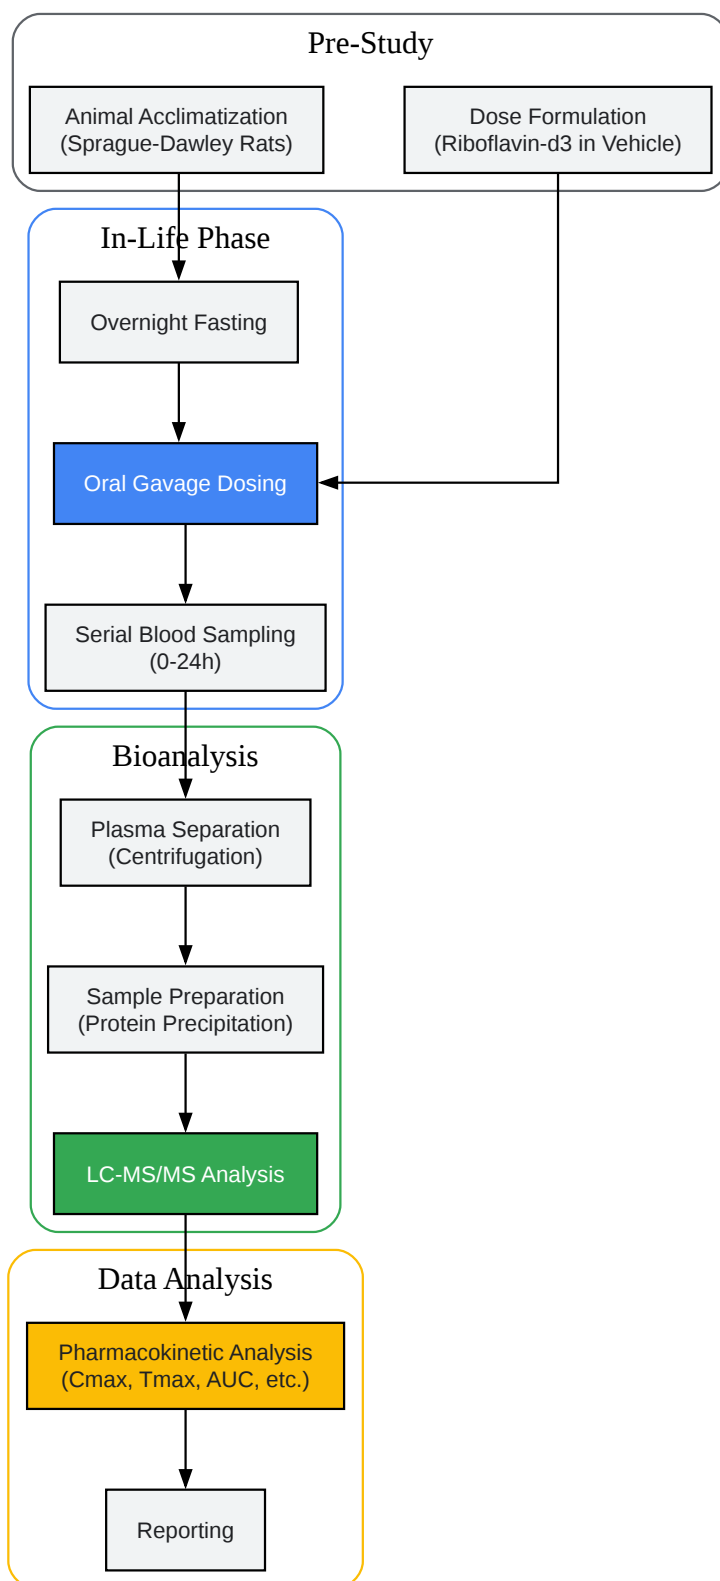 Pre-Study
Animal Acclimatization
(Sprague-Dawley Rats)
Dose Formulation
(Riboflavin-d3 in Vehicle)
In-Life Phase
Overnight Fasting
Oral Gavage Dosing
Serial Blood Sampling
(0-24h)
Bioanalysis
Plasma Separation
(Centrifugation)
Sample Preparation
(Protein Precipitation)
LC-MS/MS Analysis
Data Analysis
Pharmacokinetic Analysis
(Cmax, Tmax, AUC, etc.)
Reporting